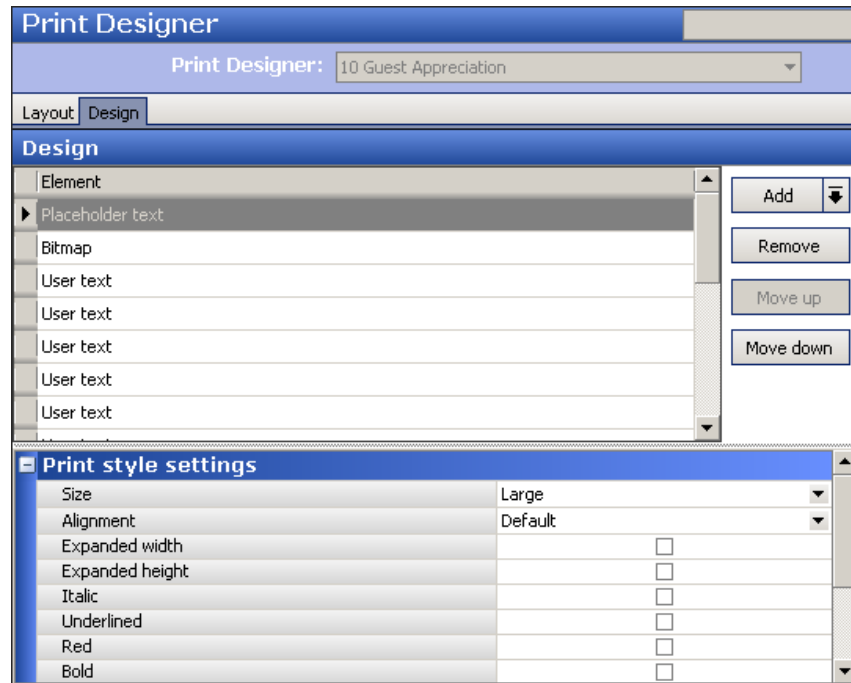 Print Designer
Print Designer: 10 Guest Appreciation
Layout Design
Design
Element
Placeholder text
Add
Bitmap
Remove
User text
User text
Move up
User text
Move down
User text
User text
Print style settings
Size Large
Alignment Default
Expanded width
Expanded height
Italic
Underlined
Red
Bold